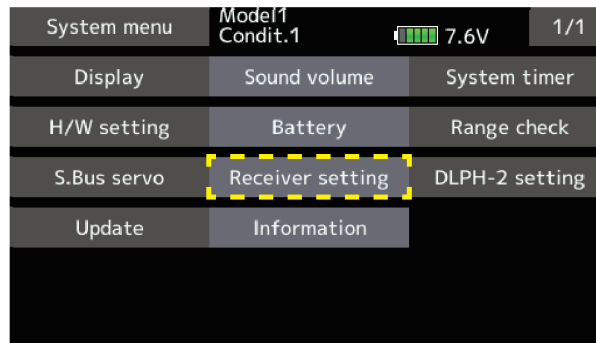 System menu
Model1
Condit.1
7.6V
1/1
Display
Sound volume
System timer
H/W setting
Battery
Range check
S.Bus servo
Receiver setting
DLPH-2 setting
Update
Information